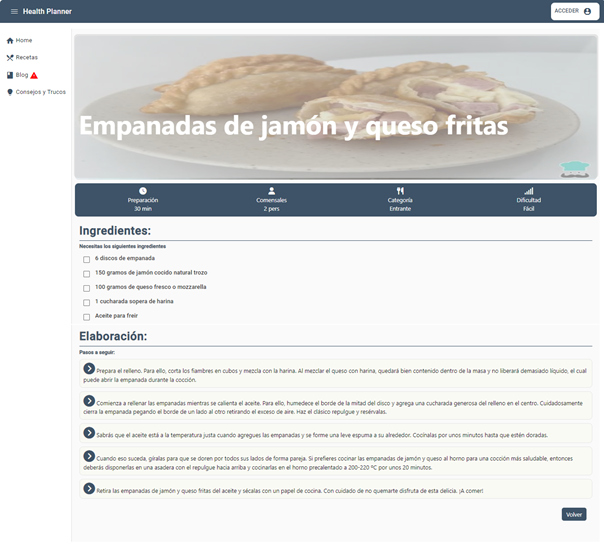 Health Planner
ACCEDER
Home
Recetas
Blog
Consejos y Trucos
Empanadas de jamón y queso fritas
Preparación
30 min
Comensales
2 pers
Categoría
Entrante
Dificultad
Fácil
Ingredientes:
Necesitas los siguientes ingredientes
6 discos de empanada
150 gramos de jamón cocido natural trozo
100 gramos de queso fresco o mozzarella
1 cucharada sopera de harina
Aceite para freir
Elaboración:
Pasos a seguir:
Prepara el relleno. Para ello, corta los fiambres en cubos y mezcla con la harina. Al mezclar el queso con harina, quedará bien contenido dentro de la masa y no liberará demasiado líquido, el cual
puede abrir la empanada durante la cocción.
Comienza a rellenar las empanadas mientras se calienta el aceite. Para ello, humedece el borde de la mitad del disco y agrega una cucharada generosa del relleno en el centro. Cuidadosamente
cierra la empanada pegando el borde de un lado al otro retirando el exceso de aire. Haz el clásico repulgue y resérvalas.
Sabrás que el aceite está a la temperatura justa cuando agregues las empanadas y se forme una leve espuma a su alrededor. Cocínalas por unos minutos hasta que estén doradas.
Cuando eso suceda, gíralas para que se doren por todos sus lados de forma pareja. Si prefieres cocinar las empanadas de jamón y queso al horno para una cocción más saludable, entonces
deberás disponerlas en una asadera con el repulgue hacia arriba y cocinarlas en horno precalentado a 200-220 ºC por unos 20 minutos.
Retira las empanadas de jamón y queso fritas del aceite y sécalas con un papel de cocina. Con cuidado de no quemarte disfruta de esta delicia. ¡A comer!
Volver